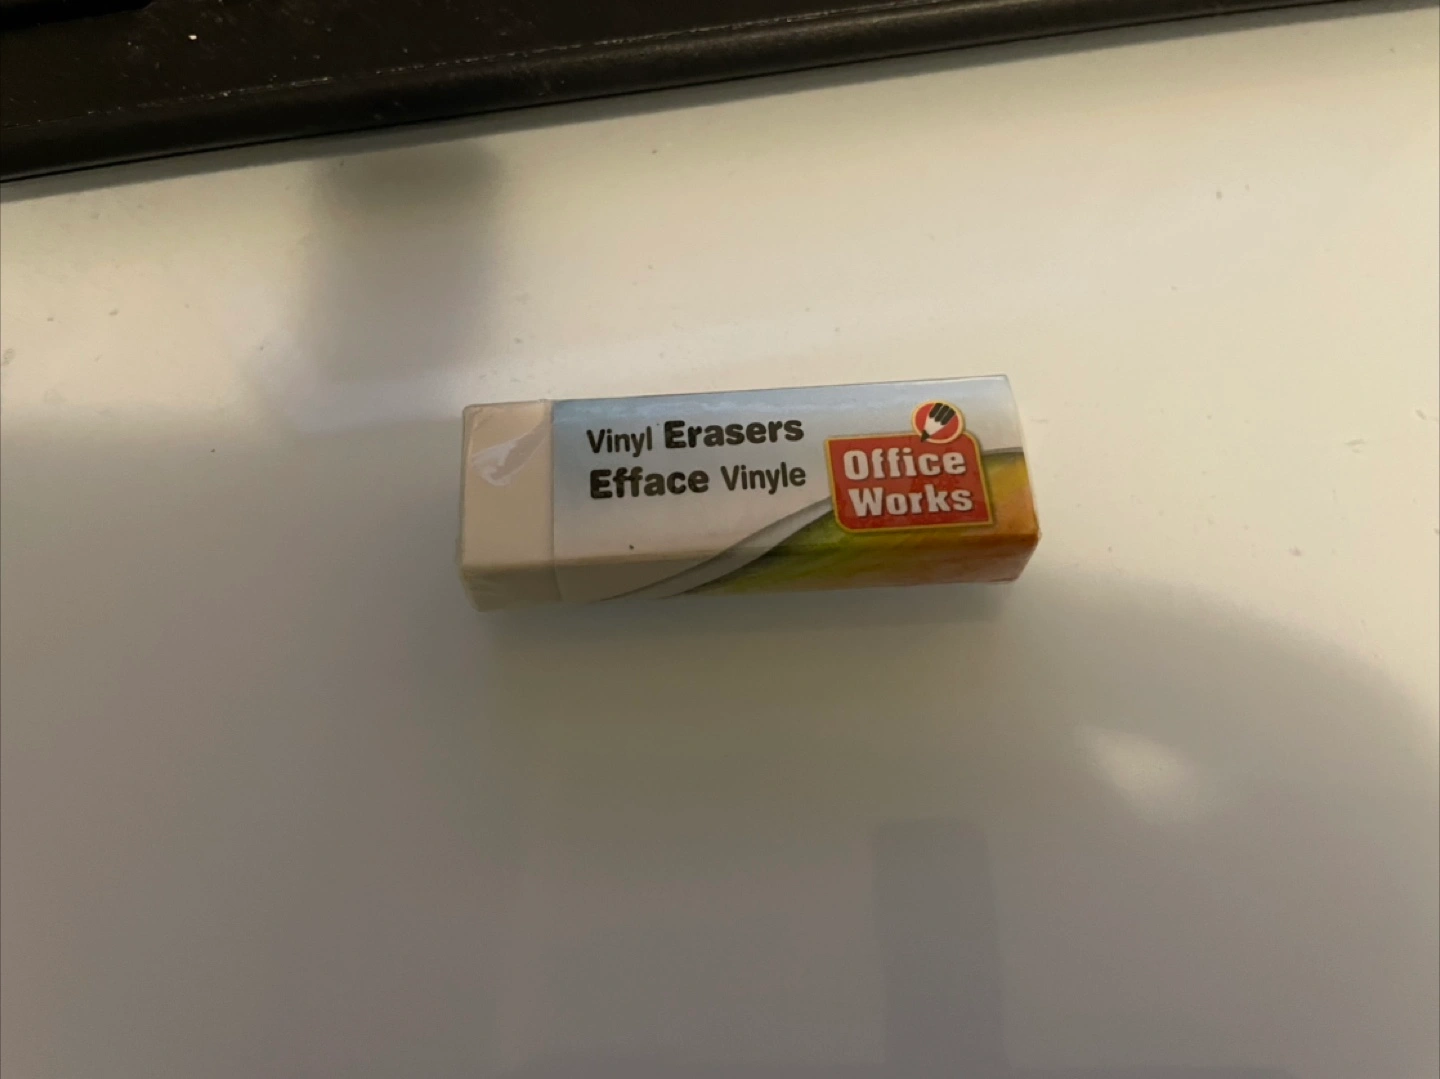 Vinyl Erasers
Efface Vinyle
Office
Works